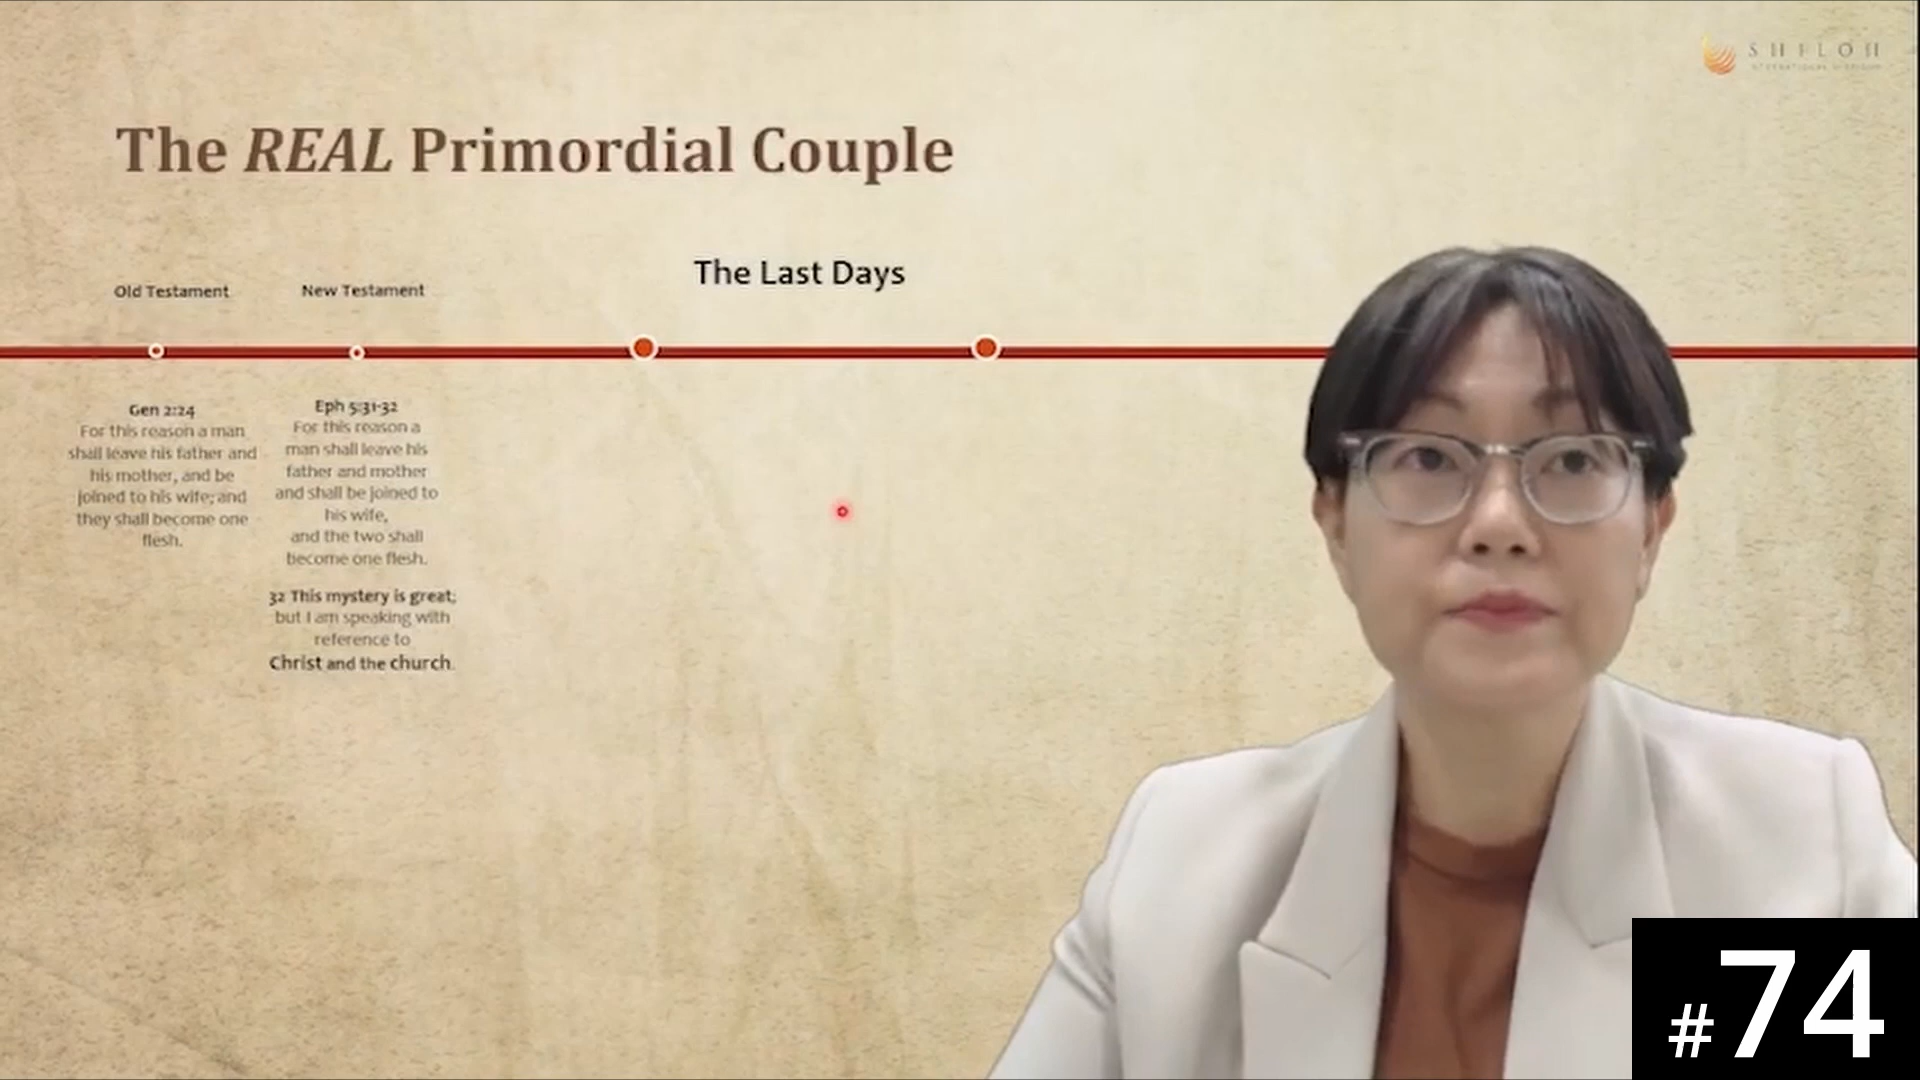 SHILOH
The REAL Primordial Couple
The Last Days
Old Testament
New Testament
Gen 2:24
For this reason a man
shall leave his father and
his mother, and be
joined to his wife; and
they shall become one
flesh.
Eph 5:31-32
For this reason a
man shall leave his
father and mother
and shall be joined to
his wife,
and the two shall
become one flesh.
32 This mystery is great;
but I am speaking with
reference to
Christ and the church.
#74